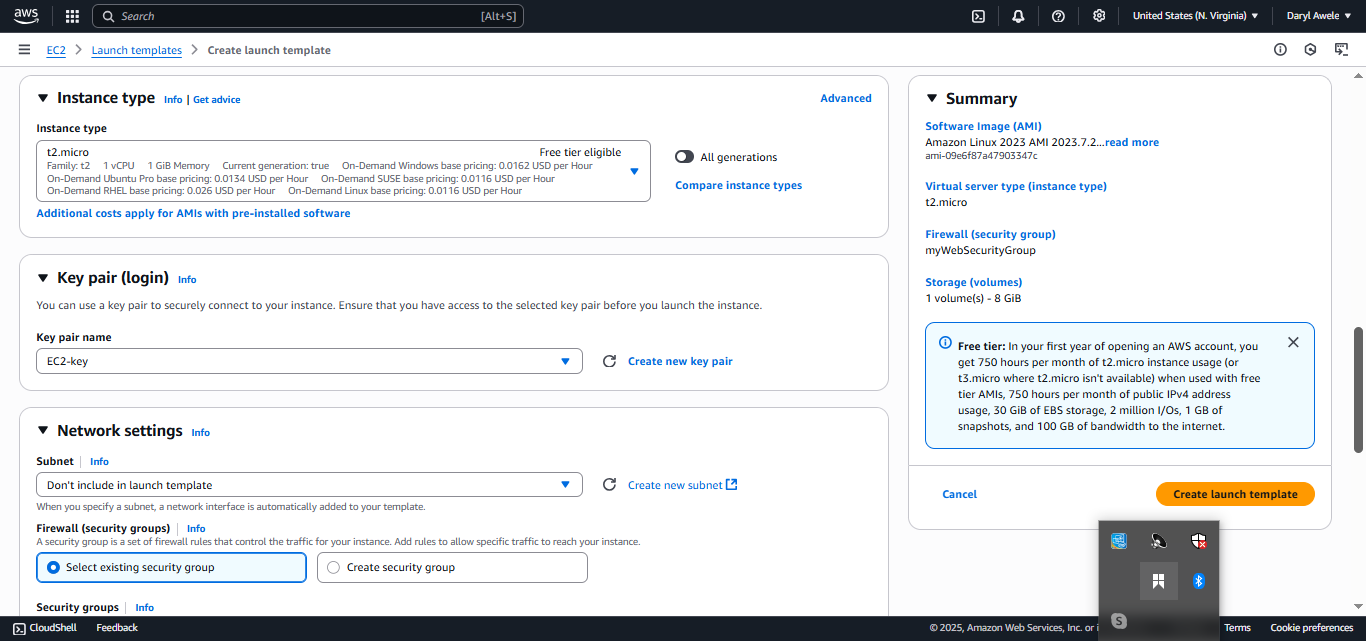 aws
Search
[Alt+S]
United States (N. Virginia)
Daryl Awele
EC2
Launch templates
Create launch template
Instance type
Info | Get advice
Advanced
Instance type
t2.micro
Free tier eligible
Family: t2 1 vCPU 1 GiB Memory Current generation: true On-Demand Windows base pricing: 0.0162 USD per Hour
On-Demand Ubuntu Pro base pricing: 0.0134 USD per Hour On-Demand SUSE base pricing: 0.0116 USD per Hour
On-Demand RHEL base pricing: 0.026 USD per Hour On-Demand Linux base pricing: 0.0116 USD per Hour
All generations
Compare instance types
Additional costs apply for AMIs with pre-installed software
Key pair (login)
Info
You can use a key pair to securely connect to your instance. Ensure that you have access to the selected key pair before you launch the instance.
Key pair name
EC2-key
Create new key pair
Network settings
Info
Subnet
Info
Don't include in launch template
Create new subnet
When you specify a subnet, a network interface is automatically added to your template.
Firewall (security groups)
Info
A security group is a set of firewall rules that control the traffic for your instance. Add rules to allow specific traffic to reach your instance.
Select existing security group
Create security group
Security groups
Info
Summary
Software Image (AMI)
Amazon Linux 2023 AMI 2023.7.2...read more
ami-09e6f87a47903347c
Virtual server type (instance type)
t2.micro
Firewall (security group)
myWebSecurityGroup
Storage (volumes)
1 volume(s) - 8 GiB
Free tier: In your first year of opening an AWS account, you
get 750 hours per month of t2.micro instance usage (or
t3.micro where t2.micro isn't available) when used with free
tier AMIs, 750 hours per month of public IPv4 address
usage, 30 GiB of EBS storage, 2 million I/Os, 1 GB of
snapshots, and 100 GB of bandwidth to the internet.
Cancel
Create launch template
CloudShell
Feedback
© 2025, Amazon Web Services, Inc. or i
Terms
Cookie preferences